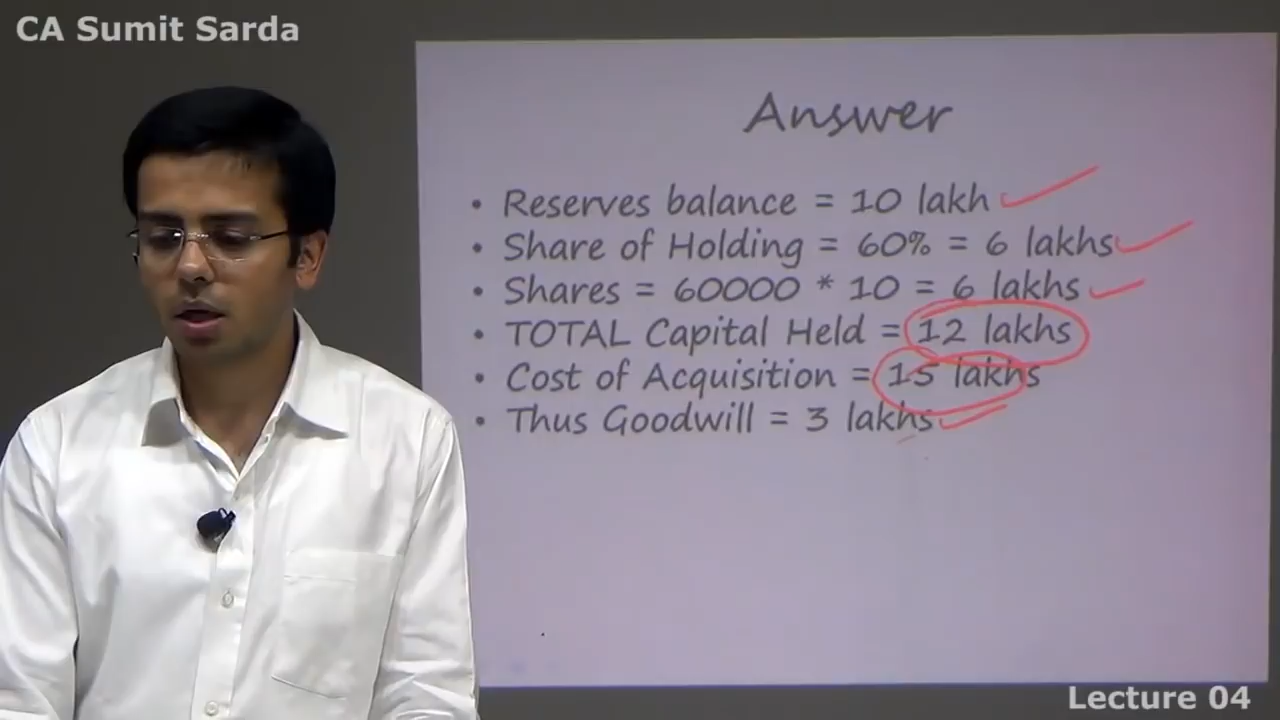 CA Sumit Sarda
Answer
• Reserves balance = 10 lakh
• Share of Holding = 60% = 6 lakhs
• Shares = 60000 * 10 = 6 lakhs
• TOTAL Capital Held = 12 lakhs
• Cost of Acquisition = 15 lakhs
• Thus Goodwill = 3 lakhs
Lecture 04